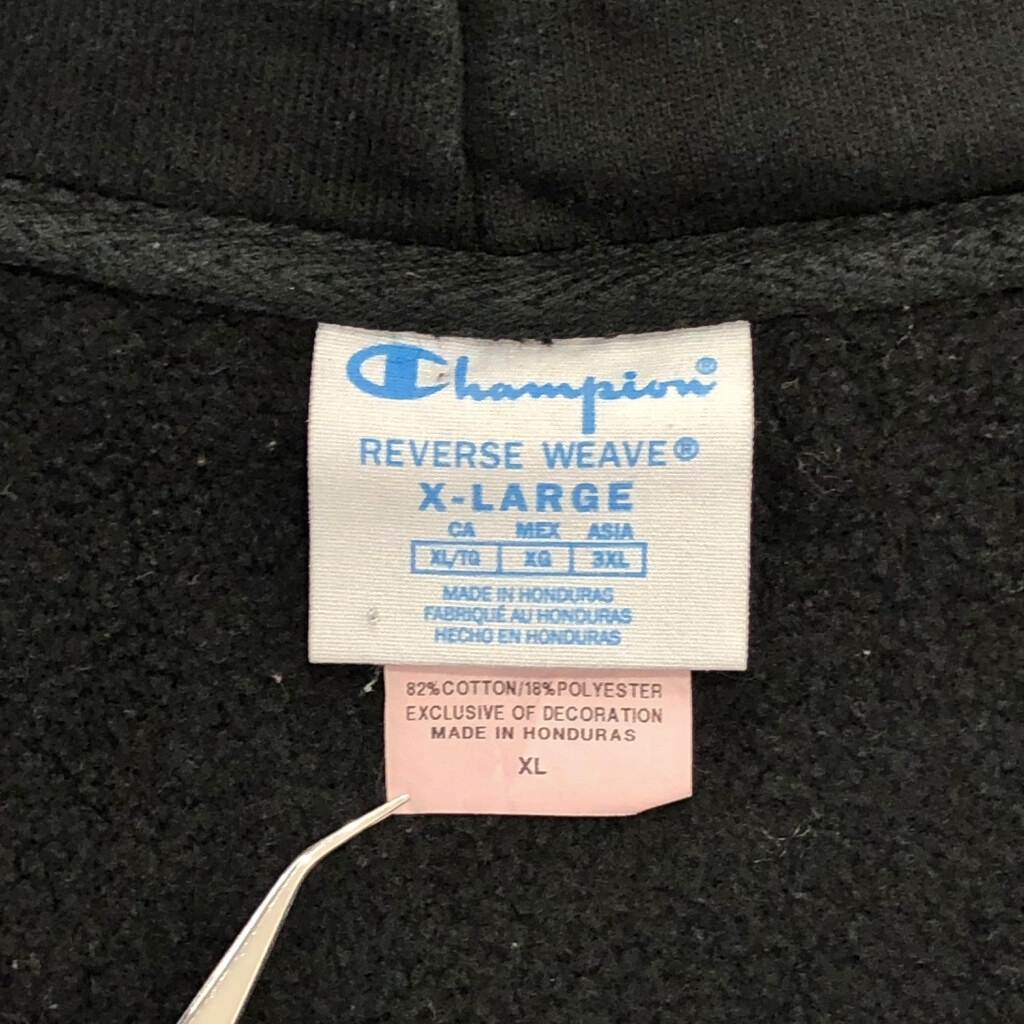 Champion®
REVERSE WEAVE®
X-LARGE
CA MEX ASIA
XL/TG XG 3XL
MADE IN HONDURAS
FABRIQUÉ AU HONDURAS
HECHO EN HONDURAS
82%COTTON/18%POLYESTER
EXCLUSIVE OF DECORATION
MADE IN HONDURAS
XL